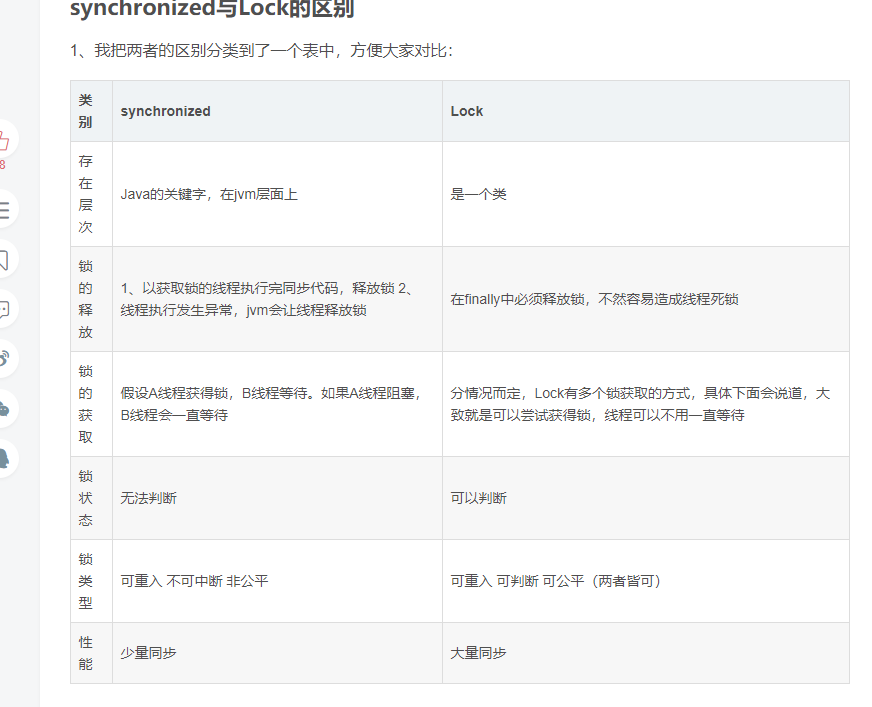 synchronized与Lock的区别
1、我把两者的区别分类到了一个表中，方便大家对比：
类
别
synchronized
Lock
存
在
层
次
Java的关键字，在jvm层面上
是一个类
锁
的
释
放
1、以获取锁的线程执行完同步代码，释放锁 2、
线程执行发生异常，jvm会让线程释放锁
在finally中必须释放锁，不然容易造成线程死锁
锁
的
获
取
假设A线程获得锁，B线程等待。如果A线程阻塞，
B线程会一直等待
分情况而定，Lock有多个锁获取的方式，具体下面会说道，大
致就是可以尝试获得锁，线程可以不用一直等待
锁
状
态
无法判断
可以判断
锁
类
型
可重入 不可中断 非公平
可重入 可判断 可公平（两者皆可）
性
能
少量同步
大量同步
8